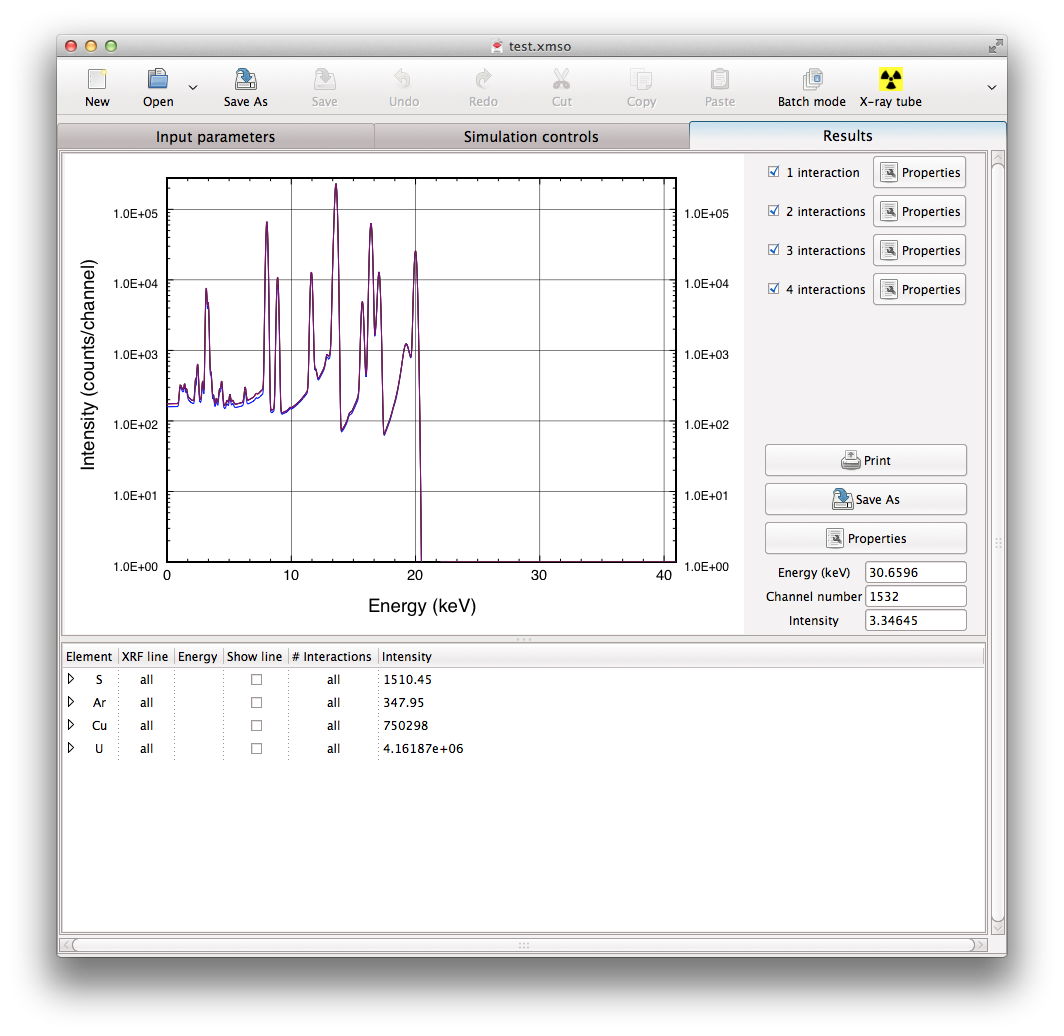 test.xmso
New Open Save As Save Undo Redo Cut Copy Paste Batch mode X-ray tube
Input parameters Simulation controls Results
1 interaction Properties
2 interactions Properties
3 interactions Properties
4 interactions Properties
Intensity (counts/channel)
1.0E+05 1.0E+05
1.0E+04 1.0E+04
1.0E+03 1.0E+03
1.0E+02 1.0E+02
1.0E+01 1.0E+01
1.0E+00 1.0E+00
0 10 20 30 40
Energy (keV)
Print
Save As
Properties
Energy (keV) 30.6596
Channel number 1532
Intensity 3.34645
Element XRF line Energy Show line # Interactions Intensity
S all all 1510.45
Ar all all 347.95
Cu all all 750298
U all all 4.16187e+06